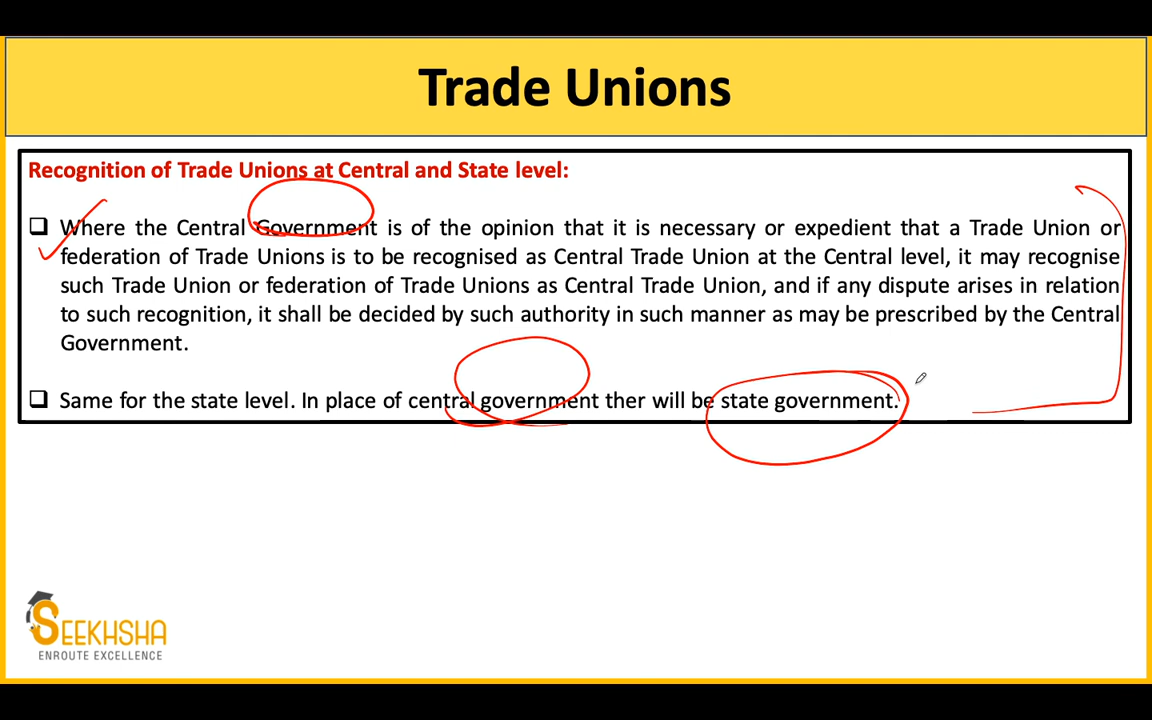 Trade Unions
Recognition of Trade Unions at Central and State level:
Where the Central Government is of the opinion that it is necessary or expedient that a Trade Union or
federation of Trade Unions is to be recognised as Central Trade Union at the Central level, it may recognise
such Trade Union or federation of Trade Unions as Central Trade Union, and if any dispute arises in relation
to such recognition, it shall be decided by such authority in such manner as may be prescribed by the Central
Government.
Same for the state level. In place of central government ther will be state government.
SEEKHSHA
ENROUTE EXCELLENCE